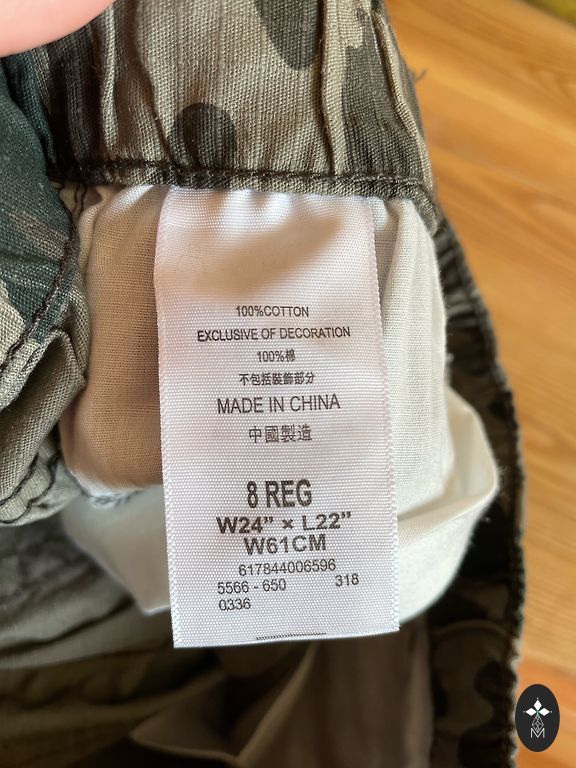 100%COTTON
EXCLUSIVE OF DECORATION
100%棉
不包括裝飾部分
MADE IN CHINA
中國製造
8 REG
W24” × L22”
W61CM
617844006596
5566 - 650 318
0336
M